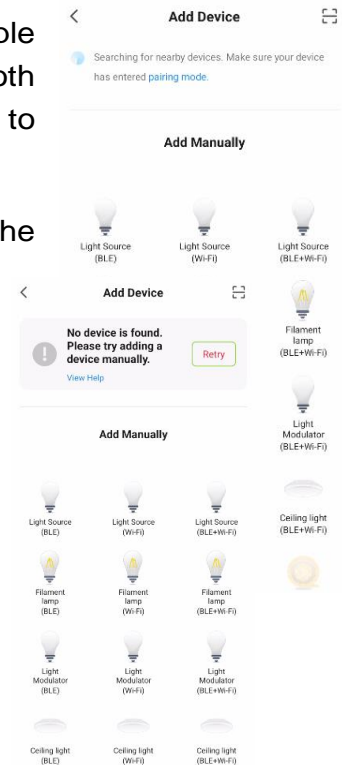 ole
oth
to
he
Add Device
Searching for nearby devices. Make sure your device
has entered pairing mode.
Add Manually
Light Source
(BLE)
Light Source
(Wi-Fi)
Light Source
(BLE+Wi-Fi)
Filament
lamp
(BLE+Wi-Fi)
Light
Modulator
(BLE+Wi-Fi)
Ceiling light
(BLE+Wi-Fi)
Add Device
No device is found.
Please try adding a
device manually.
Retry
View Help
Add Manually
Light Source
(BLE)
Light Source
(Wi-Fi)
Light Source
(BLE+Wi-Fi)
Filament
lamp
(BLE)
Filament
lamp
(Wi-Fi)
Filament
lamp
(BLE+Wi-Fi)
Light
Modulator
(BLE)
Light
Modulator
(Wi-Fi)
Light
Modulator
(BLE+Wi-Fi)
Ceiling light
(BLE)
Ceiling light
(Wi-Fi)
Ceiling light
(BLE+Wi-Fi)